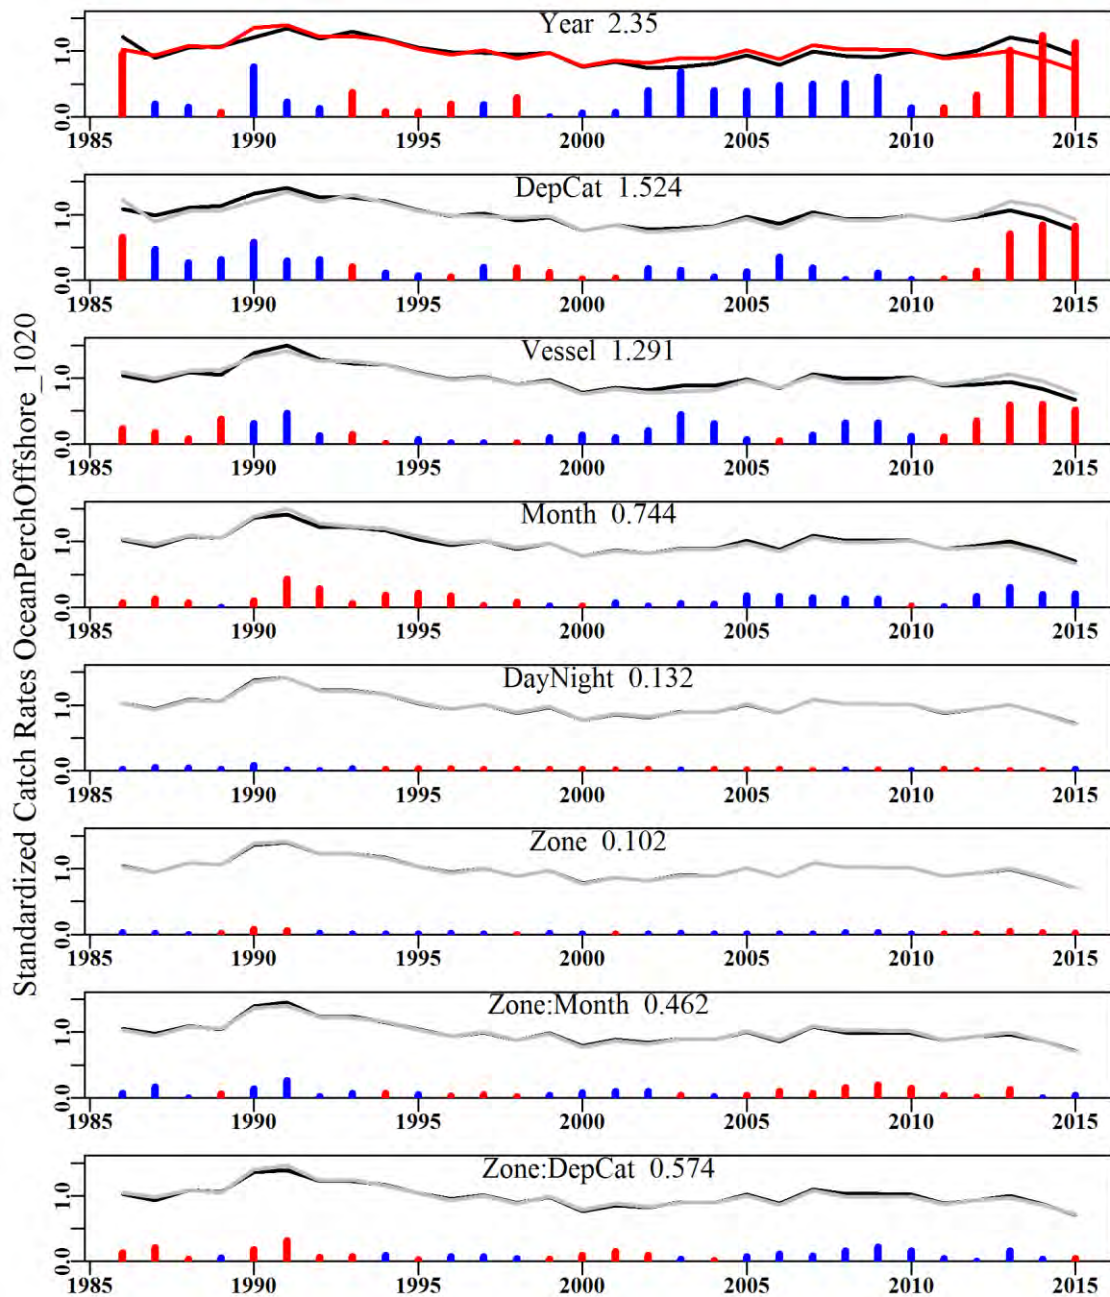 Standardized Catch Rates OceanPerchOffshore_1020
Year 2.35
1.0
0.0
1985 1990 1995 2000 2005 2010 2015
DepCat 1.524
1.0
0.0
1985 1990 1995 2000 2005 2010 2015
Vessel 1.291
1.0
0.0
1985 1990 1995 2000 2005 2010 2015
Month 0.744
1.0
0.0
1985 1990 1995 2000 2005 2010 2015
DayNight 0.132
1.0
0.0
1985 1990 1995 2000 2005 2010 2015
Zone 0.102
1.0
0.0
1985 1990 1995 2000 2005 2010 2015
Zone:Month 0.462
1.0
0.0
1985 1990 1995 2000 2005 2010 2015
Zone:DepCat 0.574
1.0
0.0
1985 1990 1995 2000 2005 2010 2015